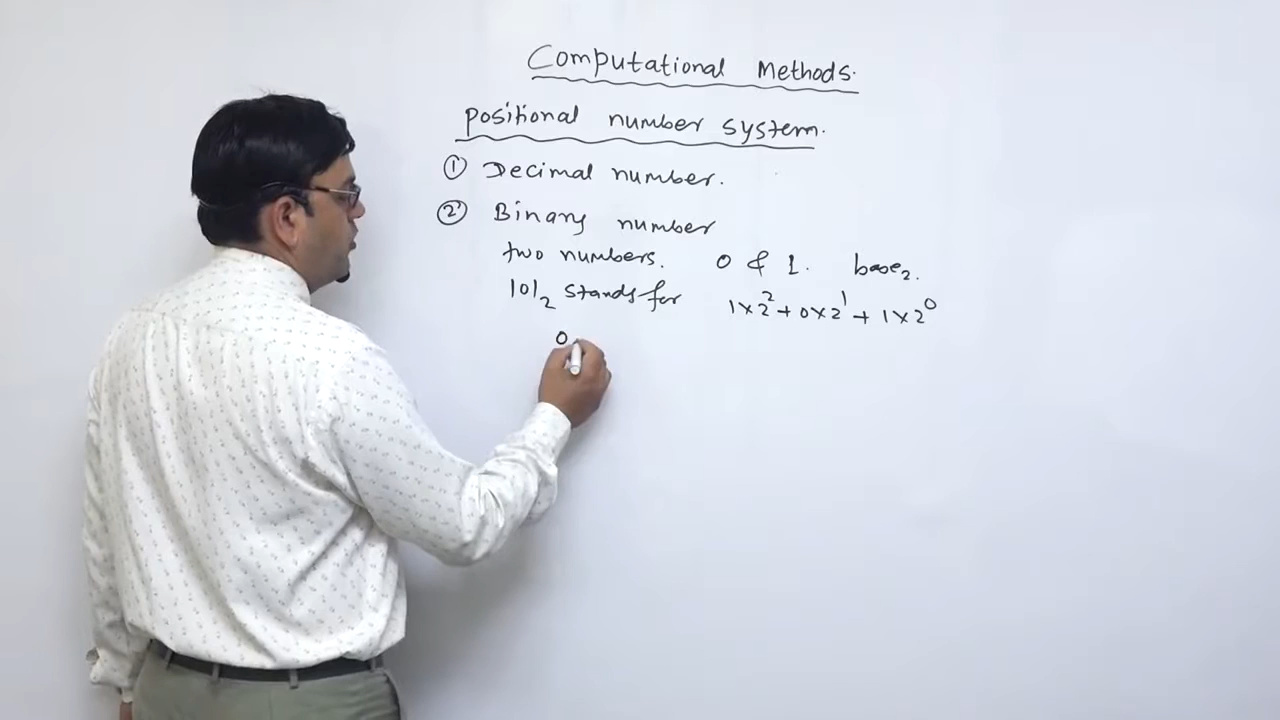 Computational Methods.
positional number system.
① Decimal number.
② Binary number
two numbers. 0 & 1. base₂.
101₂ stands for 1×2²+0×2¹+1×2⁰
0.